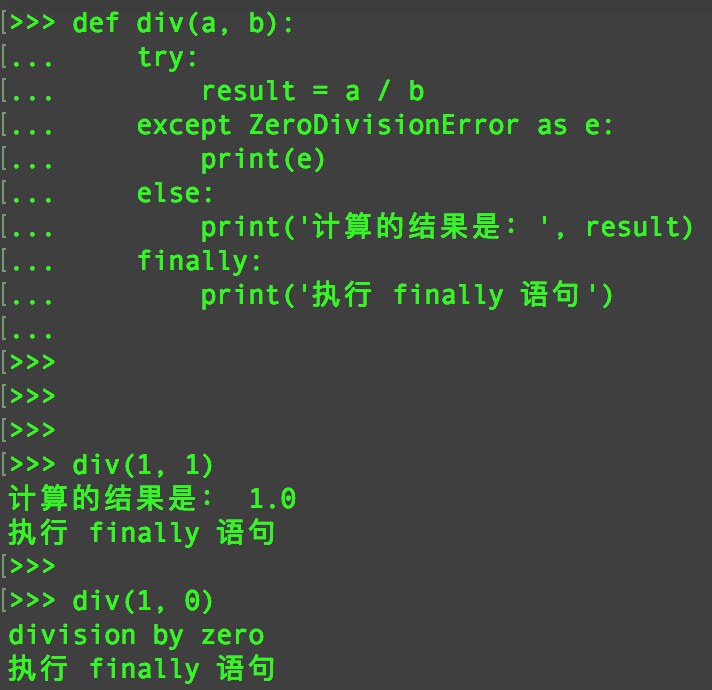 [>>> def div(a, b):
[...     try:
[...         result = a / b
[...     except ZeroDivisionError as e:
[...         print(e)
[...     else:
[...         print('计算的结果是：', result)
[...     finally:
[...         print('执行 finally 语句')
[...
[>>>
[>>>
[>>>
[>>> div(1, 1)
计算的结果是： 1.0
执行 finally 语句
[>>>
[>>> div(1, 0)
division by zero
执行 finally 语句